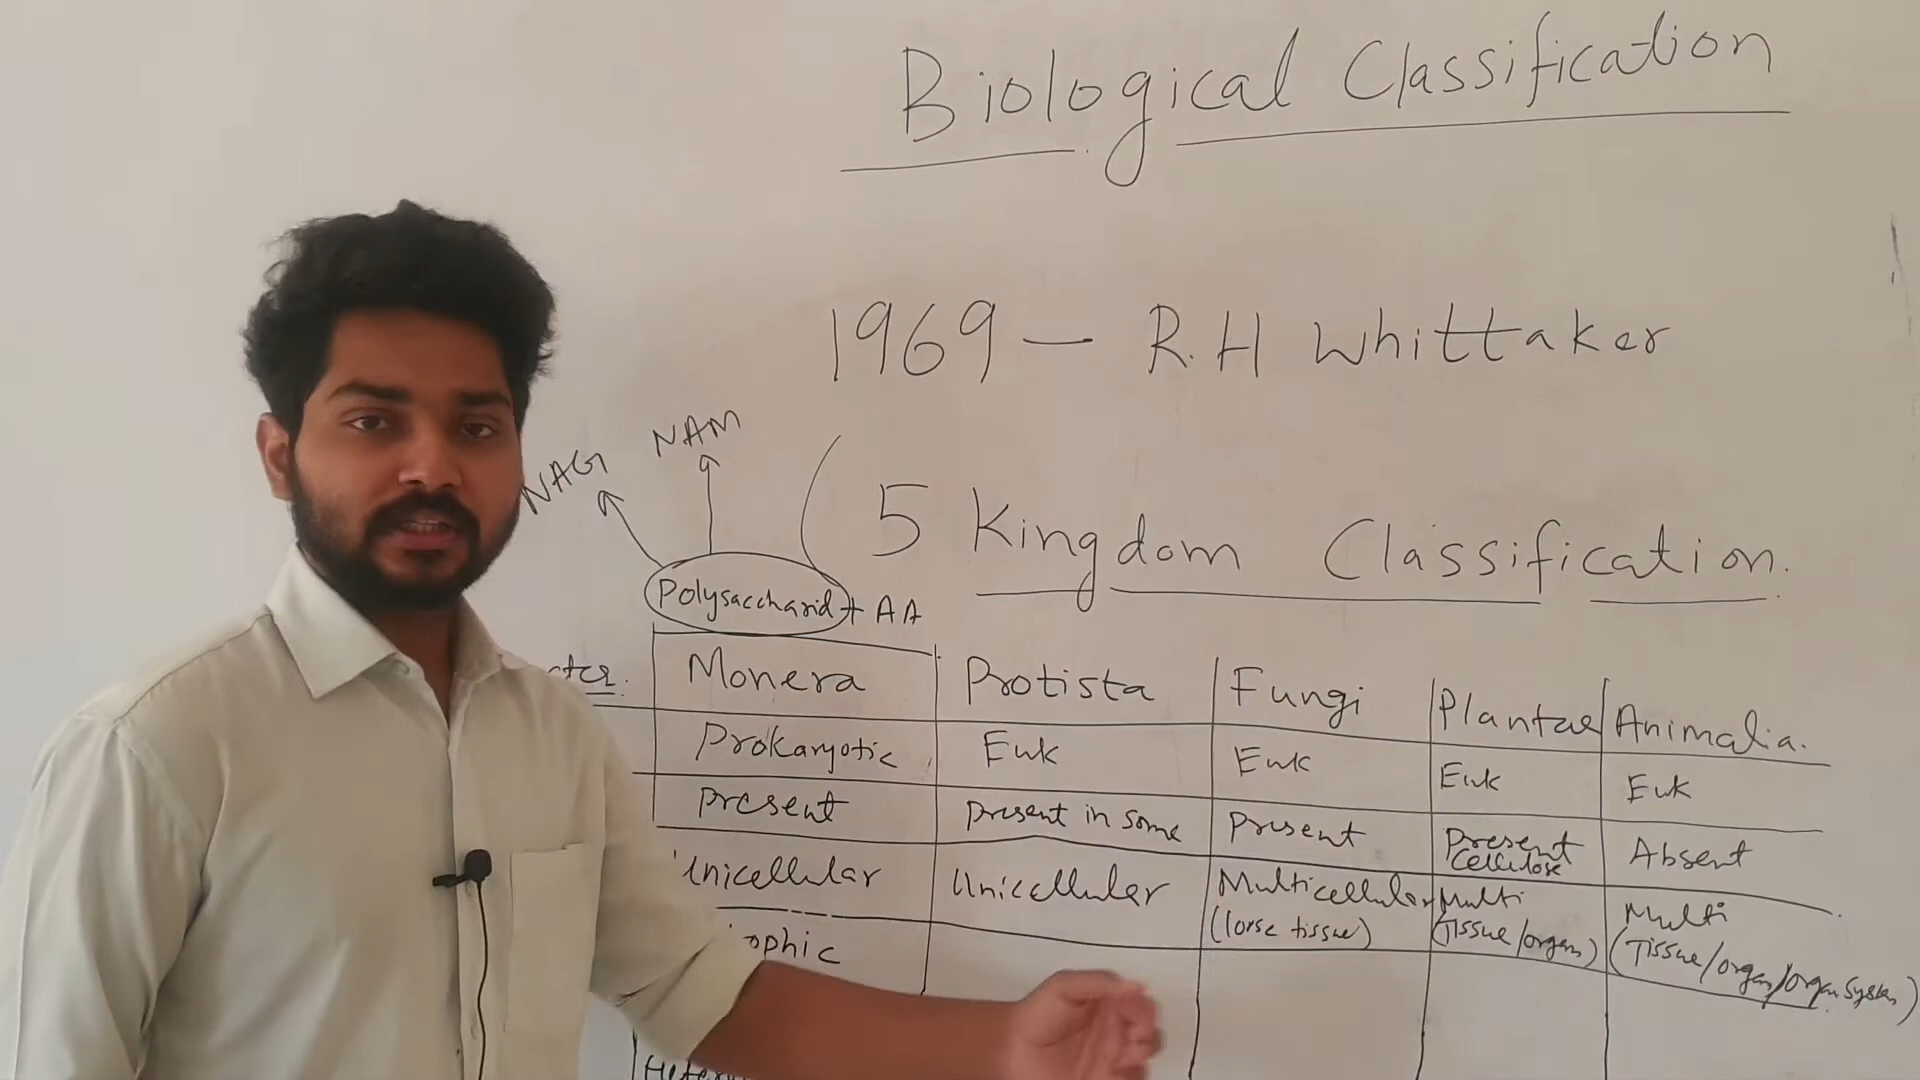 Biological Classification
1969 — R.H Whittaker
NAG NAM
5 Kingdom Classification.
Polysaccharid + AA
Monera Protista Fungi Plantae Animalia.
Prokaryotic Euk Euk Euk Euk
Present present in some Present Present Cellulose Absent
Unicellular Unicellular Multicellular (lorse tissue) Multi (Tissue/organ) Multi (Tissue/organ/organ system)